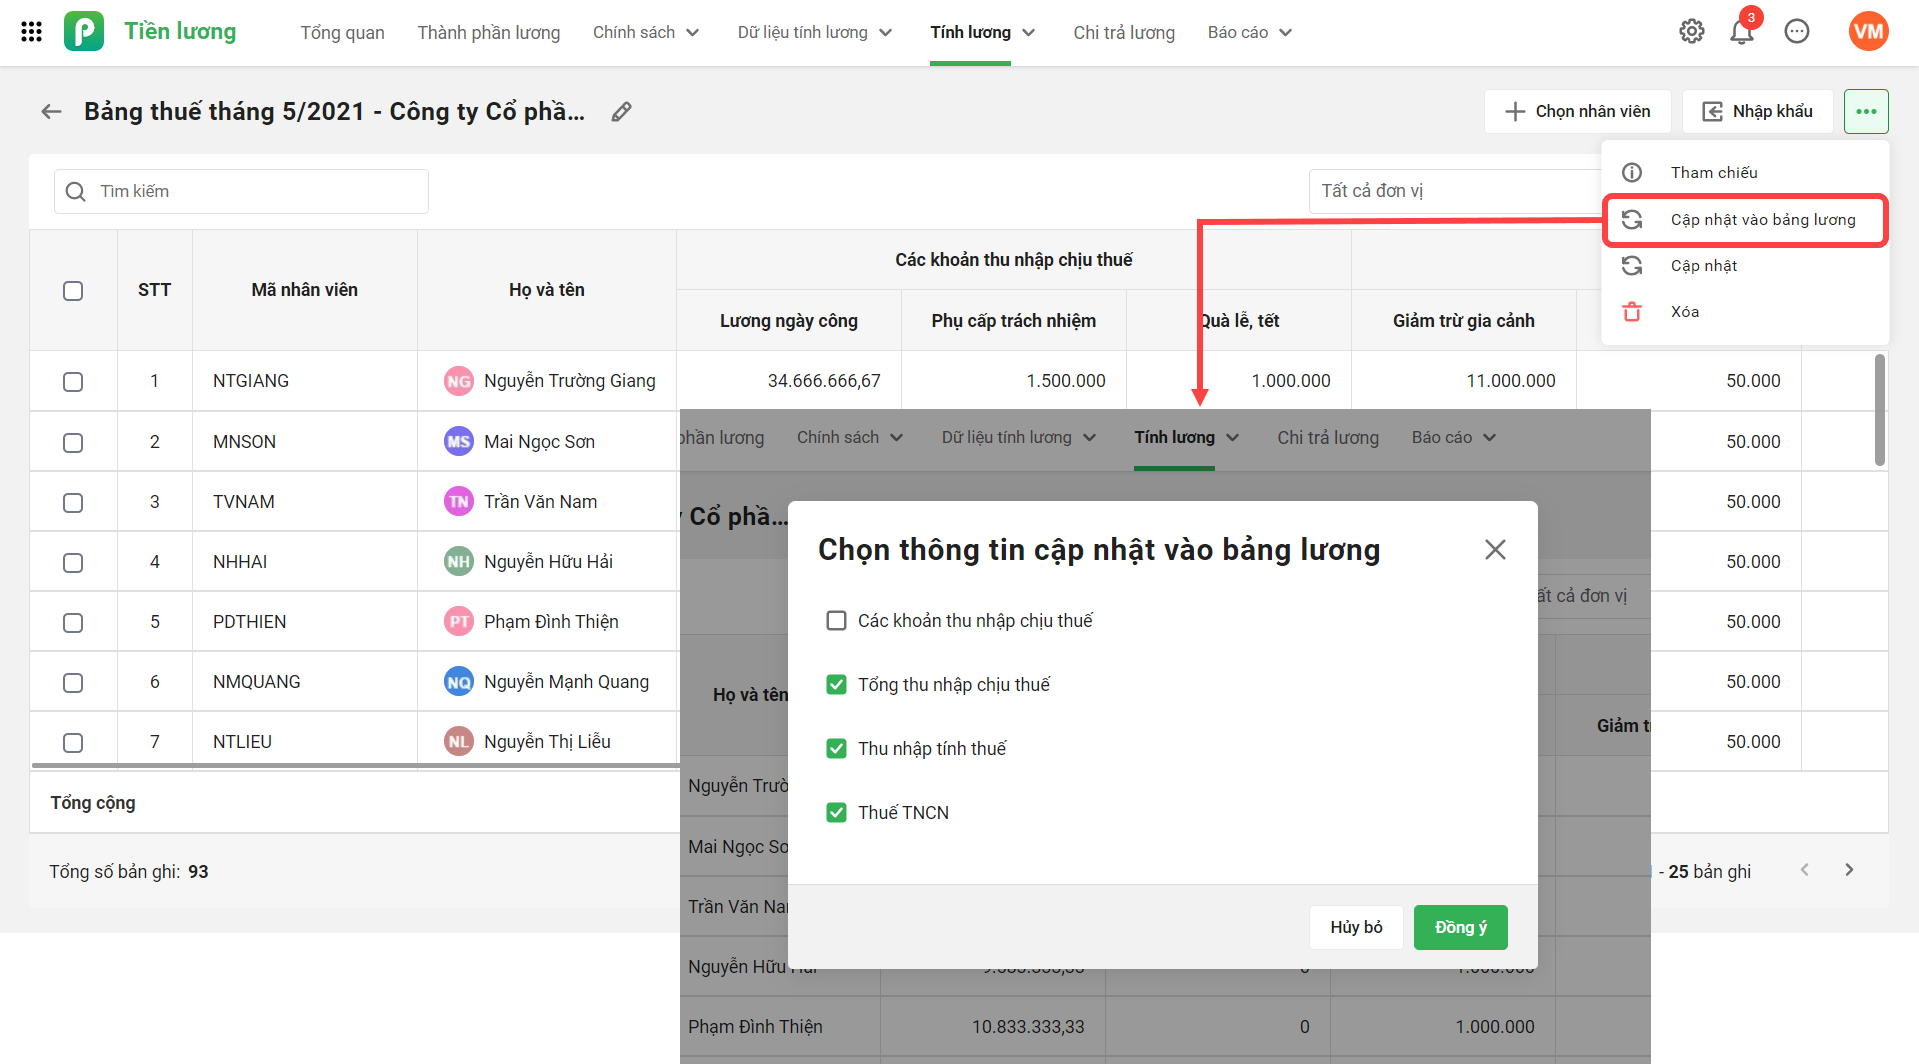 Tiền lương
Tổng quan
Thành phần lương
Chính sách
Dữ liệu tính lương
Tính lương
Chi trả lương
Báo cáo
3
VM
Bảng thuế tháng 5/2021 - Công ty Cổ phầ...
Chọn nhân viên
Nhập khẩu
Tìm kiếm
Tất cả đơn vị
Tham chiếu
Cập nhật vào bảng lương
Cập nhật
Xóa
Các khoản thu nhập chịu thuế
STT
Mã nhân viên
Họ và tên
Lương ngày công
Phụ cấp trách nhiệm
Quà lễ, tết
Giảm trừ gia cảnh
1 NTGIANG NG Nguyễn Trường Giang 34.666.666,67 1.500.000 1.000.000 11.000.000 50.000
2 MNSON MS Mai Ngọc Sơn 50.000
3 TVNAM TN Trần Văn Nam 50.000
4 NHHAI NH Nguyễn Hữu Hải 50.000
5 PDTHIEN PT Phạm Đình Thiện 50.000
6 NMQUANG NQ Nguyễn Mạnh Quang 50.000
7 NTLIEU NL Nguyễn Thị Liễu 50.000
Tổng cộng
Tổng số bản ghi: 93
- 25 bản ghi
phần lương
Chính sách
Dữ liệu tính lương
Tính lương
Chi trả lương
Báo cáo
Cổ phầ...
ất cả đơn vị
Chọn thông tin cập nhật vào bảng lương
Các khoản thu nhập chịu thuế
Tổng thu nhập chịu thuế
Thu nhập tính thuế
Thuế TNCN
Hủy bỏ
Đồng ý
Họ và tên
Giảm
Nguyễn
Mai Ngọc
Trần Văn
Nguyễn Hữu
Phạm Đình Thiện 10.833.333,33 0 1.000.000